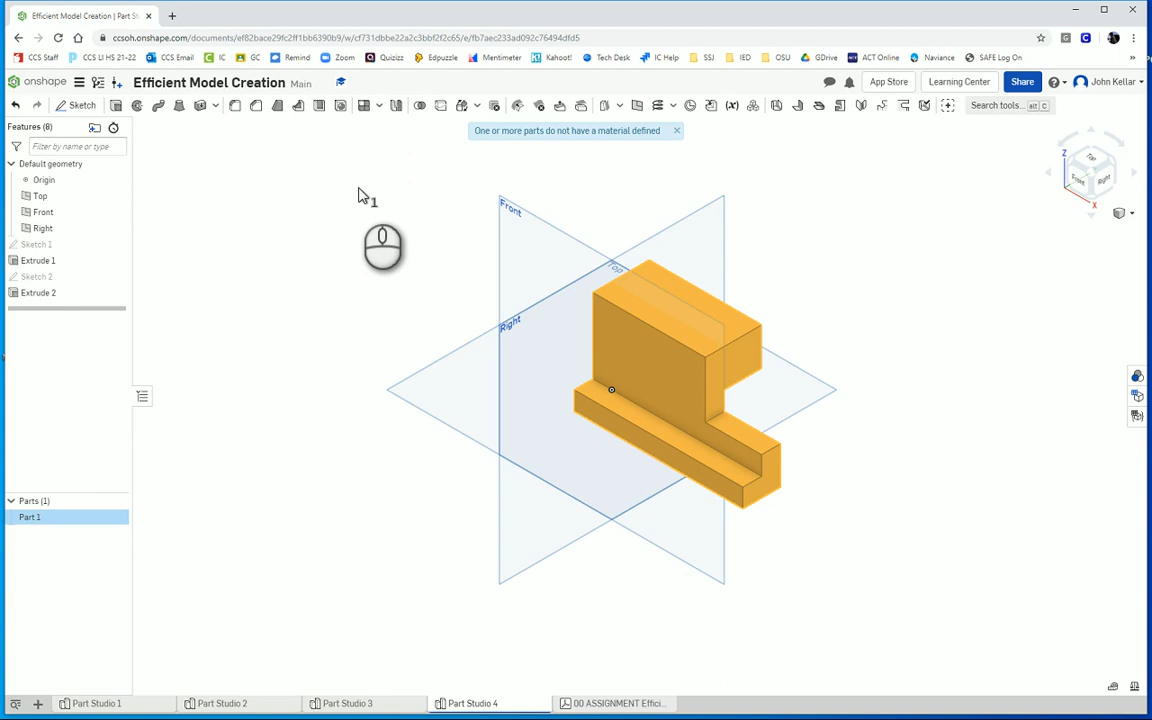 Efficient Model Creation | Part St
ccsoh.onshape.com/documents/ef82bace29fc2ff1bb6390b9/w/cf731dbbe22a2c3bbf2f2c65/e/fb7aec233ad092c76494dfd5
CCS Staff
CCS Email
CCS LI HS 21-22
IC
GC
Remind
Zoom
Quizizz
Edpuzzle
Mentimeter
Kahoot!
Tech Desk
IC Help
SSJ
IED
OSU
GDrive
ACT Online
Naviance
SAFE Log On
onshape
Efficient Model Creation
Main
App Store
Learning Center
Share
John Kellar
Sketch
Search tools...
alt C
Features (8)
One or more parts do not have a material defined
Filter by name or type
Default geometry
Origin
Top
Front
Right
Sketch 1
Extrude 1
Sketch 2
Extrude 2
1
Front
Top
Right
Z
Top
Front
Right
X
Parts (1)
Part 1
Part Studio 1
Part Studio 2
Part Studio 3
Part Studio 4
00 ASSIGNMENT Effici...